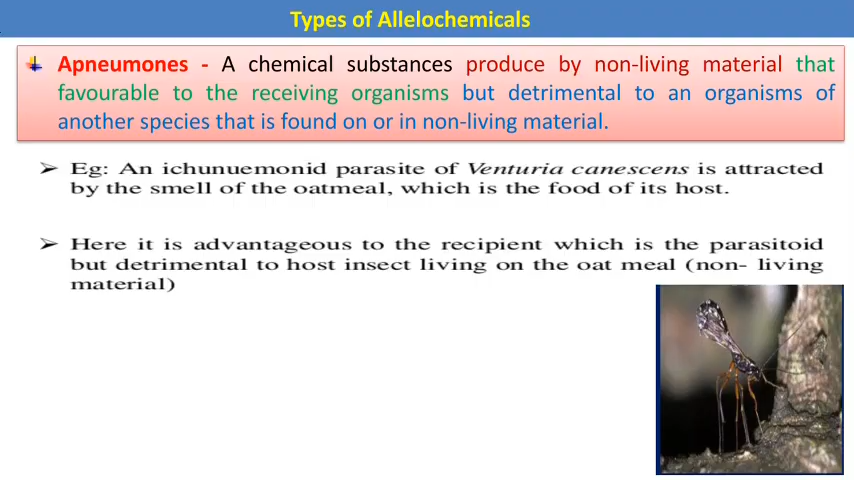 Types of Allelochemicals
Apneumones - A chemical substances produce by non-living material that
favourable to the receiving organisms but detrimental to an organisms of
another species that is found on or in non-living material.
➢ Eg: An ichunuemonid parasite of Venturia canescens is attracted
by the smell of the oatmeal, which is the food of its host.
➢ Here it is advantageous to the recipient which is the parasitoid
but detrimental to host insect living on the oat meal (non- living
material)